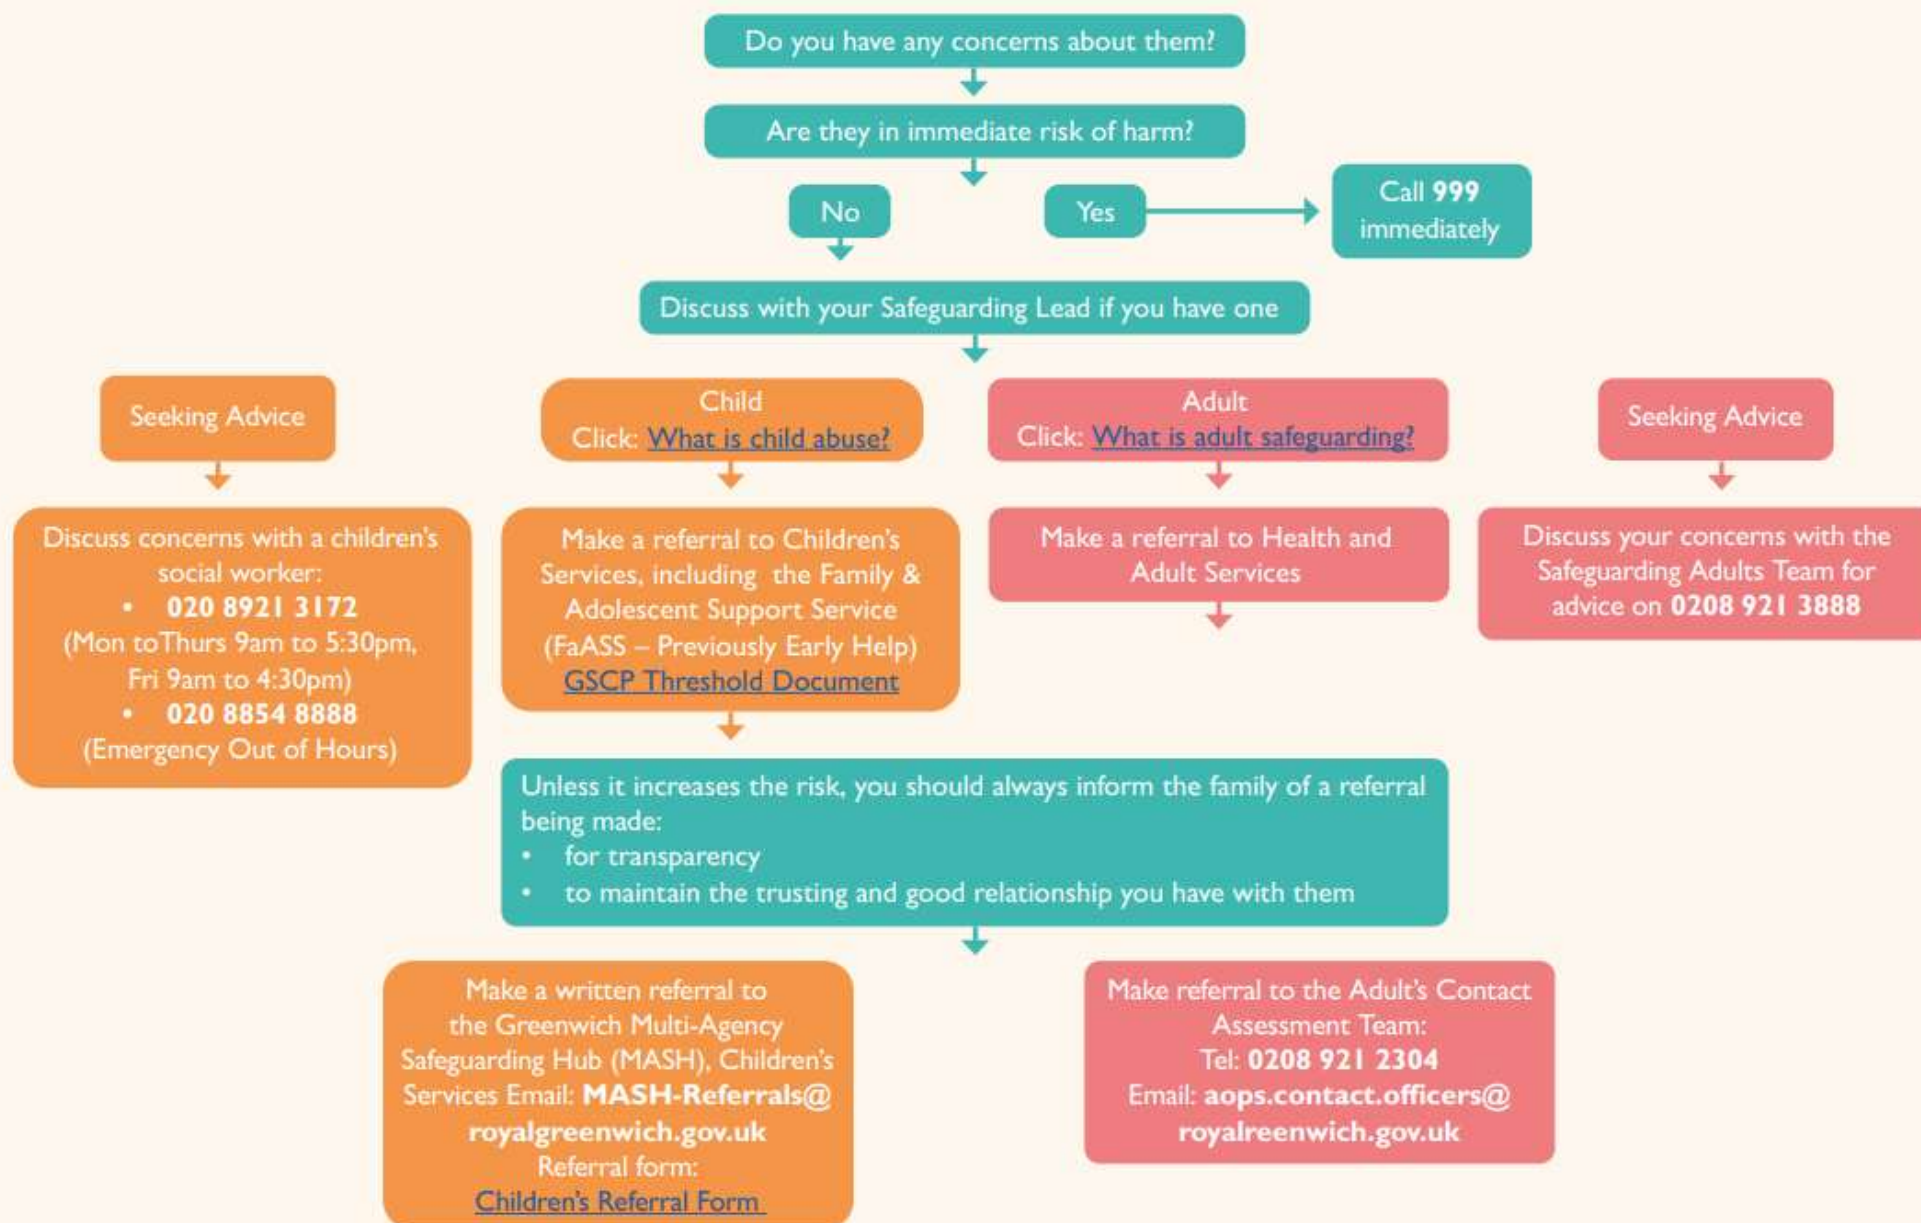 Do you have any concerns about them?
Are they in immediate risk of harm?
No
Yes
Call 999
immediately
Discuss with your Safeguarding Lead if you have one
Seeking Advice
Discuss concerns with a children's
social worker:
• 020 8921 3172
(Mon toThurs 9am to 5:30pm,
Fri 9am to 4:30pm)
• 020 8854 8888
(Emergency Out of Hours)
Child
Click: What is child abuse?
Make a referral to Children's
Services, including the Family &
Adolescent Support Service
(FaASS – Previously Early Help)
GSCP Threshold Document
Adult
Click: What is adult safeguarding?
Make a referral to Health and
Adult Services
Seeking Advice
Discuss your concerns with the
Safeguarding Adults Team for
advice on 0208 921 3888
Unless it increases the risk, you should always inform the family of a referral
being made:
• for transparency
• to maintain the trusting and good relationship you have with them
Make a written referral to
the Greenwich Multi-Agency
Safeguarding Hub (MASH), Children's
Services Email: MASH-Referrals@
royalgreenwich.gov.uk
Referral form:
Children's Referral Form
Make referral to the Adult's Contact
Assessment Team:
Tel: 0208 921 2304
Email: aops.contact.officers@
royalreenwich.gov.uk